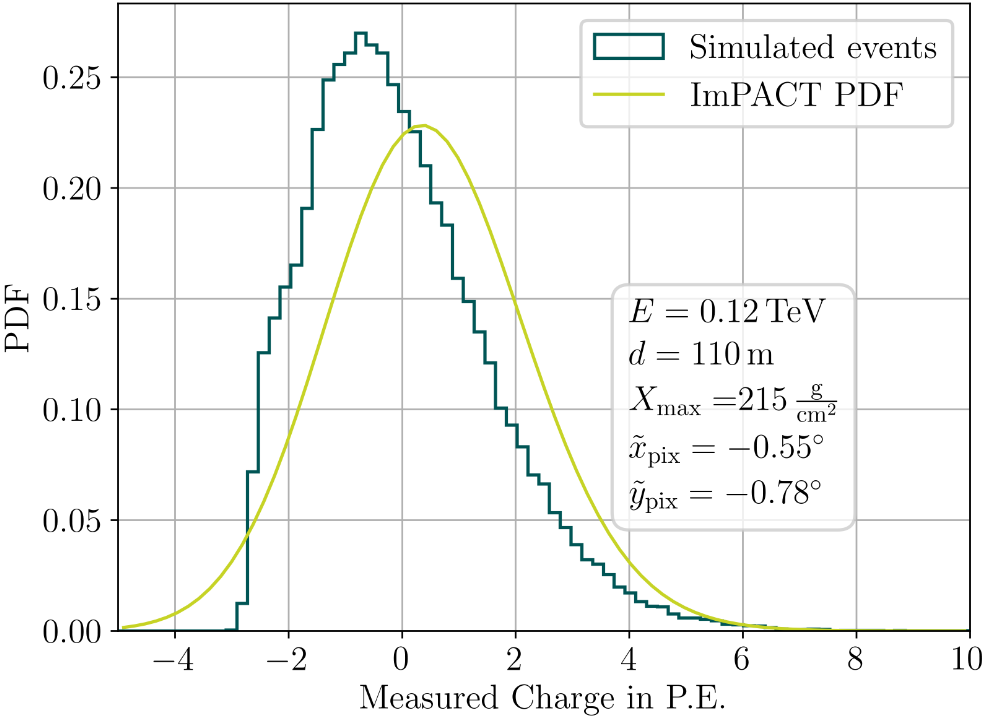 Simulated events
ImPACT PDF
0.25
0.20
0.15
0.10
0.05
0.00
PDF
E = 0.12 TeV
d = 110 m
X_max =215 g/cm²
x̃_pix = −0.55°
ỹ_pix = −0.78°
−4 −2 0 2 4 6 8 10
Measured Charge in P.E.